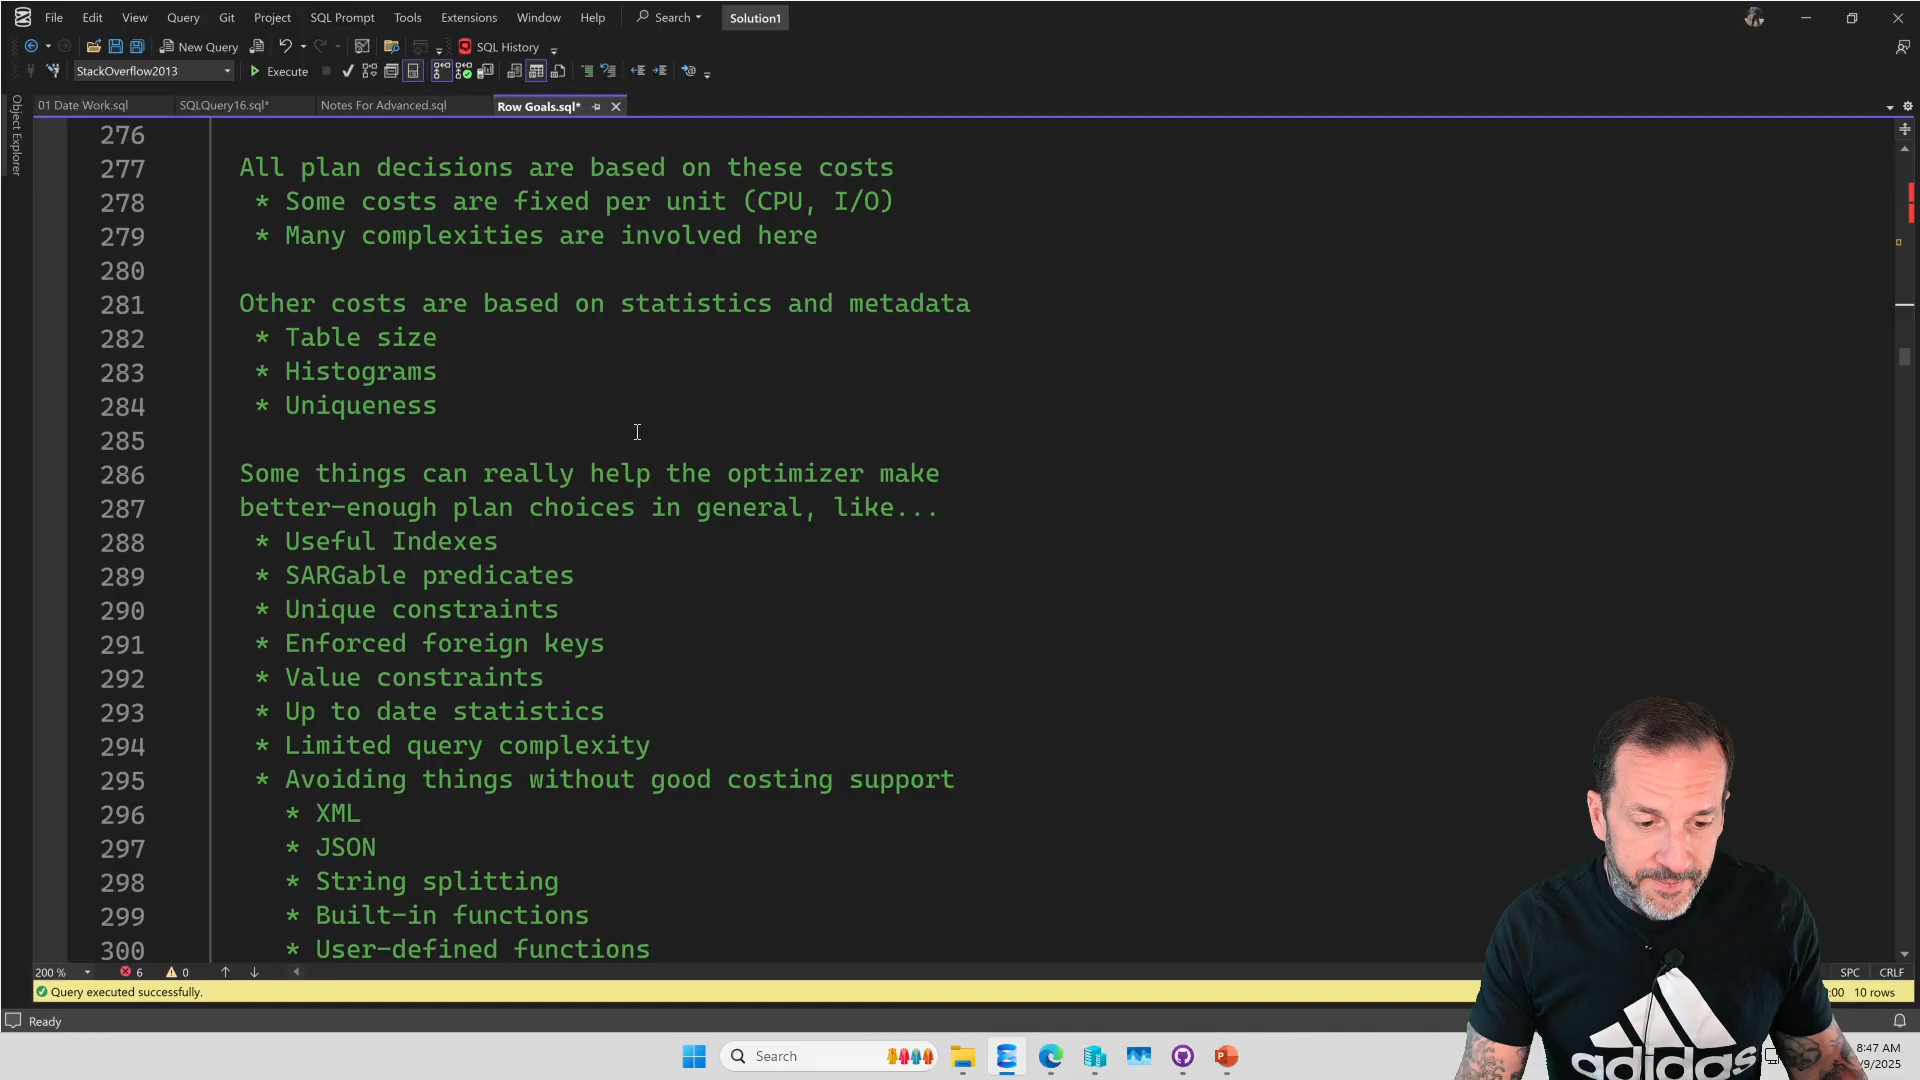 File Edit View Query Git Project SQL Prompt Tools Extensions Window Help Search Solution1
New Query SQL History
StackOverflow2013 Execute
Object Explorer
01 Date Work.sql SQLQuery16.sql* Notes For Advanced.sql Row Goals.sql*
276
277 All plan decisions are based on these costs
278 * Some costs are fixed per unit (CPU, I/O)
279 * Many complexities are involved here
280
281 Other costs are based on statistics and metadata
282 * Table size
283 * Histograms
284 * Uniqueness
285
286 Some things can really help the optimizer make
287 better-enough plan choices in general, like...
288 * Useful Indexes
289 * SARGable predicates
290 * Unique constraints
291 * Enforced foreign keys
292 * Value constraints
293 * Up to date statistics
294 * Limited query complexity
295 * Avoiding things without good costing support
296 * XML
297 * JSON
298 * String splitting
299 * Built-in functions
300 * User-defined functions
200 % 6 0 SPC CRLF
Query executed successfully. :00 10 rows
Ready
Search
8:47 AM
/9/2025
adidas